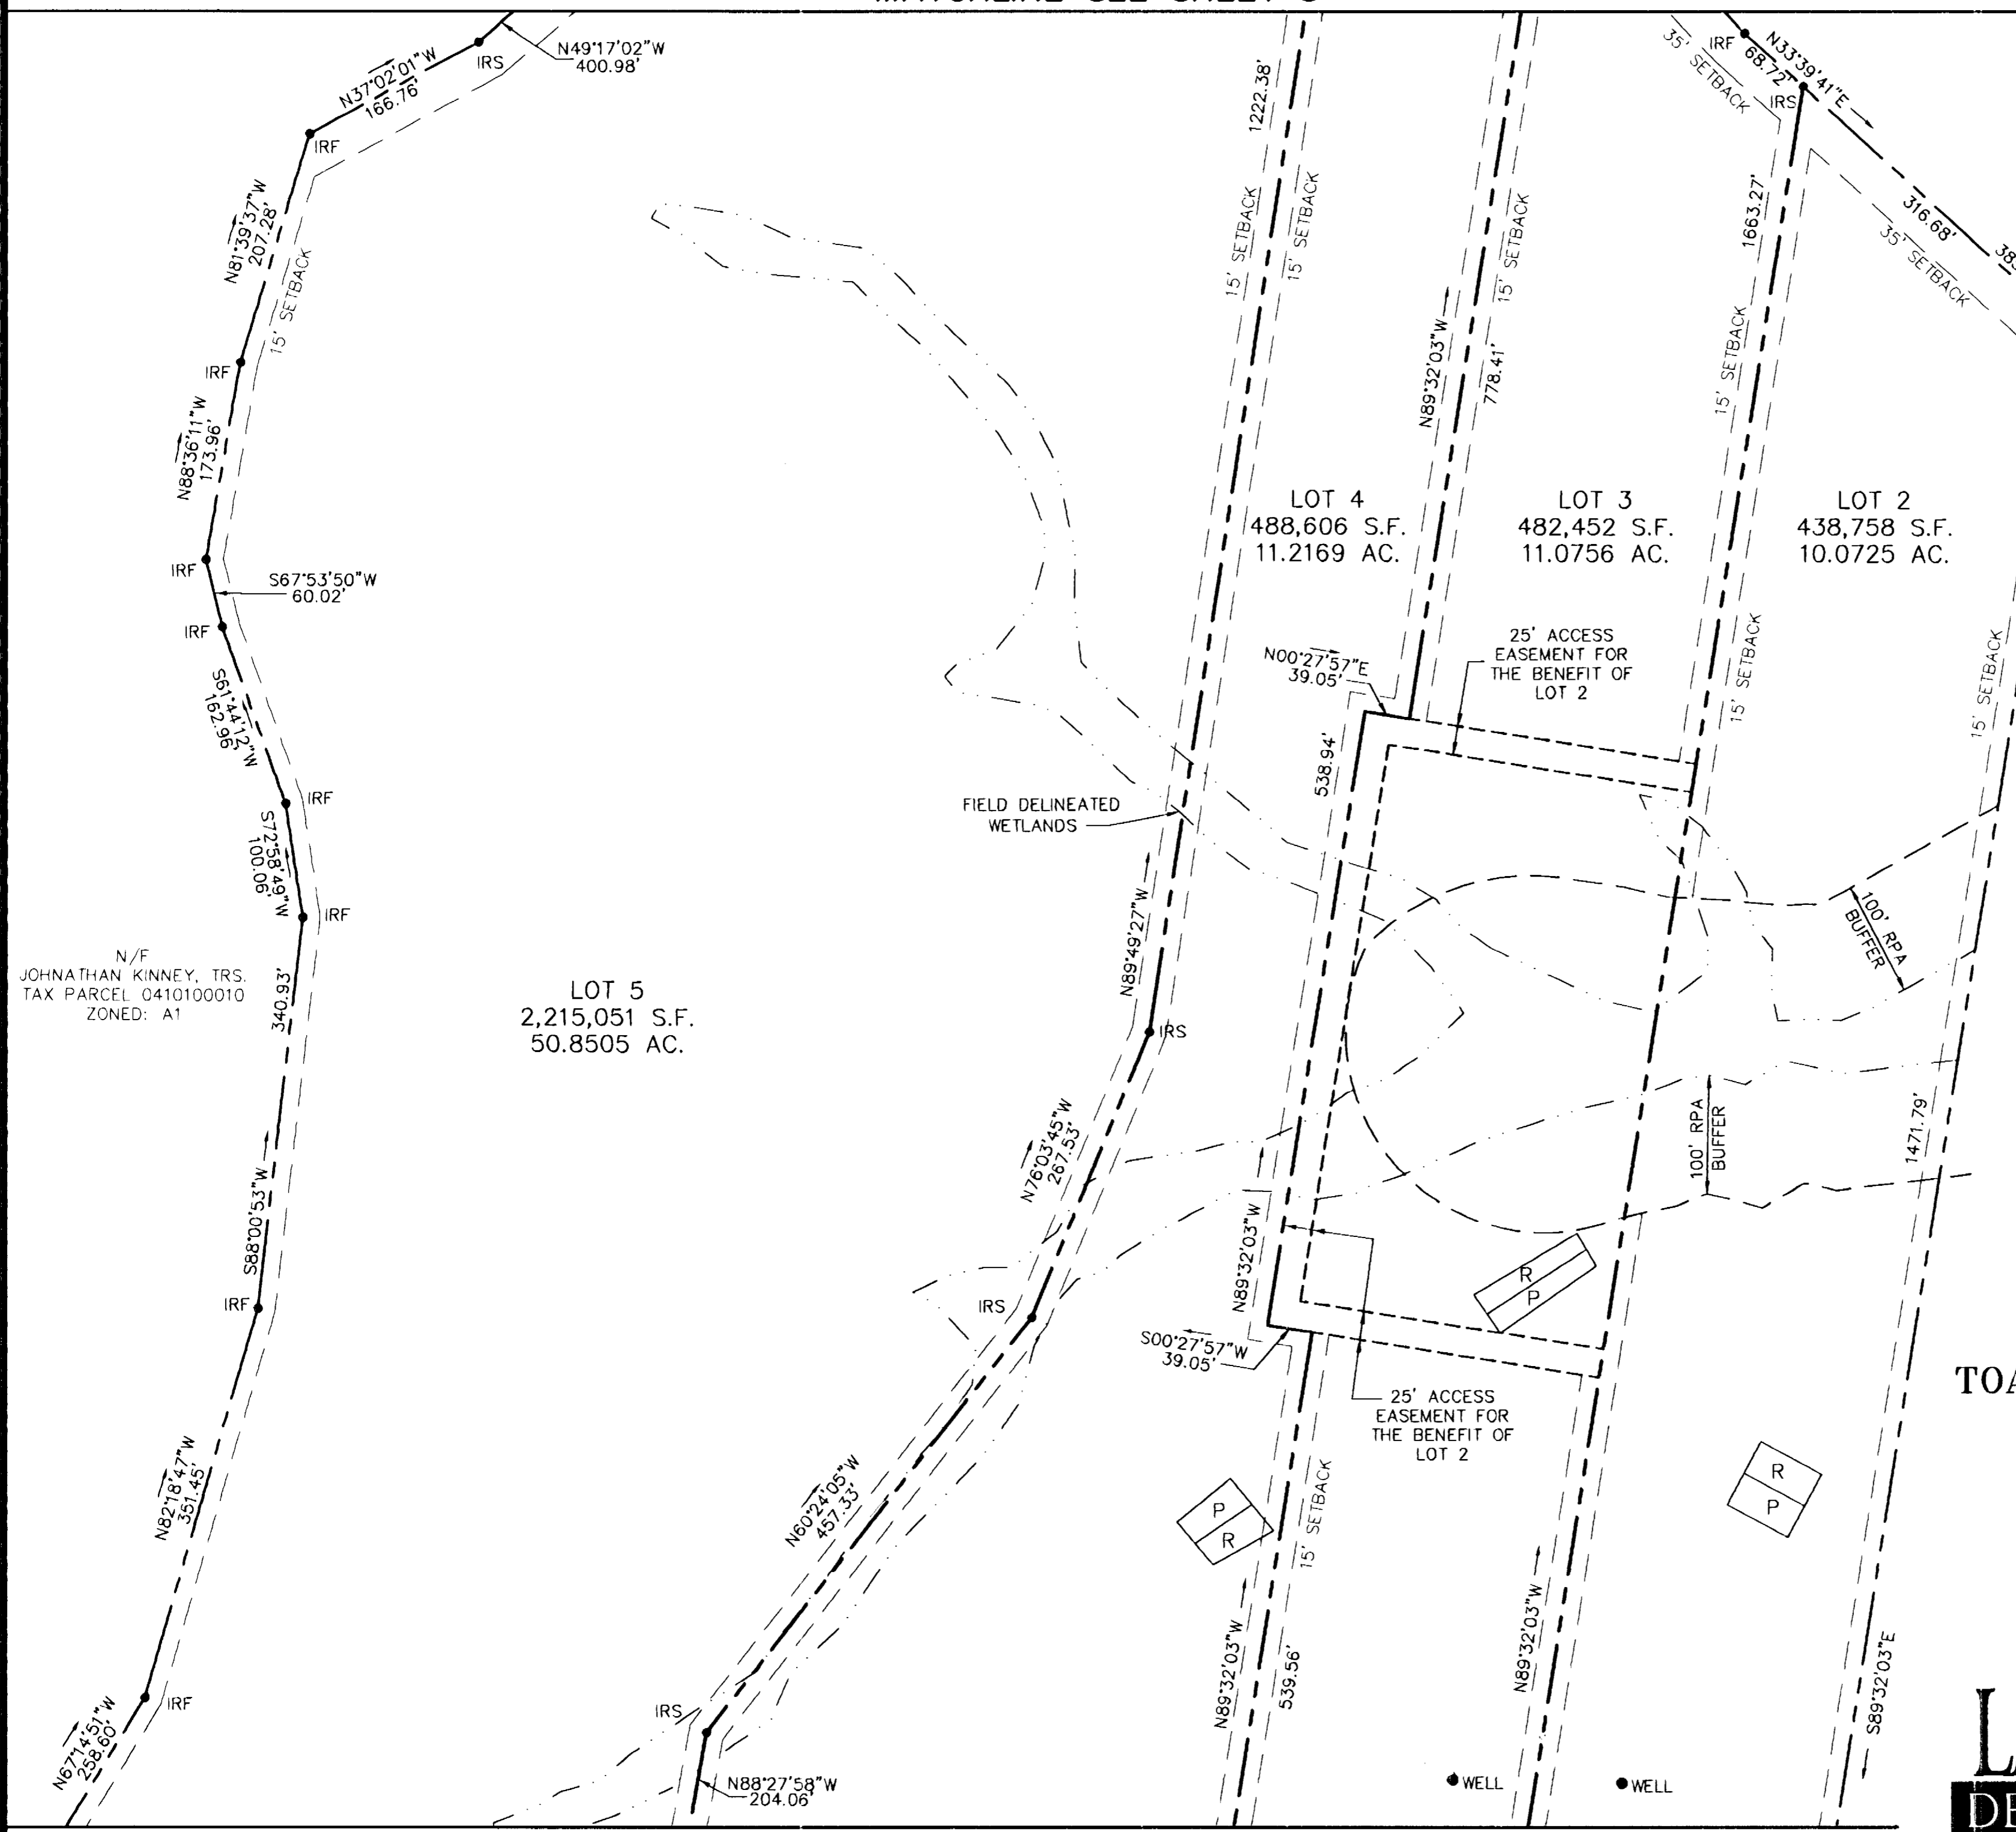 N49°17'02"W
400.98'
N37°02'01"W
166.76'
IRS
IRF
N81°39'37"W
207.28'
15' SETBACK
IRF
N88°36'11"W
173.96'
IRF
S67°53'50"W
60.02'
IRF
S61°44'12"W
162.96'
IRF
S72°58'49"W
100.06'
IRF
N/F
JOHNATHAN KINNEY, TRS.
TAX PARCEL 0410100010
ZONED: A1
340.93'
S88°00'53"W
IRF
N82°18'47"W
351.45'
IRF
N67°14'51"W
258.60'
LOT 5
2,215,051 S.F.
50.8505 AC.
1222.38'
15' SETBACK
15' SETBACK
N89°32'03"W
778.41'
15' SETBACK
35' SETBACK
IRF
68.72'
N33°39'41"E
IRS
1663.27'
15' SETBACK
316.68'
35' SETBACK
LOT 4
488,606 S.F.
11.2169 AC.
LOT 3
482,452 S.F.
11.0756 AC.
LOT 2
438,758 S.F.
10.0725 AC.
N00°27'57"E
39.05'
25' ACCESS
EASEMENT FOR
THE BENEFIT OF
LOT 2
15' SETBACK
15' SETBACK
538.94'
FIELD DELINEATED
WETLANDS
N89°49'27"W
IRS
100' RPA
BUFFER
N76°03'45"W
267.53'
100' RPA
BUFFER
1471.79'
N89°32'03"W
IRS
S00°27'57"W
39.05'
R
P
25' ACCESS
EASEMENT FOR
THE BENEFIT OF
LOT 2
TOA
N60°24'05"W
457.33'
P
R
15' SETBACK
R
P
N89°32'03"W
539.56'
N89°32'03"W
S89°32'03"E
IRS
N88°27'58"W
204.06'
WELL
WELL